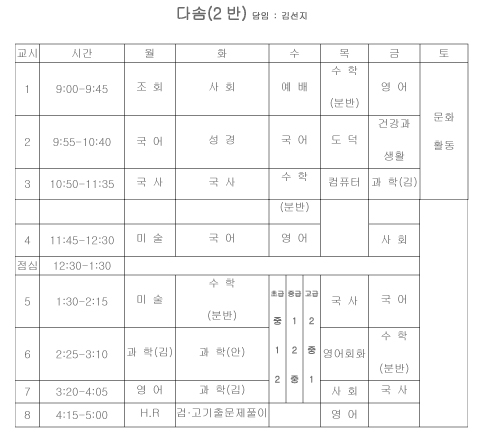 다솜(2 반) 담임 : 김선지
교시 시간 월 화 수 목 금 토
1 9:00-9:45 조 회 사 회 예 배 수 학 (분반) 영 어 문화 활동
2 9:55-10:40 국 어 성 경 국 어 도 덕 건강과 생활
3 10:50-11:35 국 사 국 사 수 학 (분반) 컴퓨터 과 학(김)
4 11:45-12:30 미 술 국 어 영 어 사 회
점심 12:30-1:30
5 1:30-2:15 미 술 수 학 (분반) 초급 중급 고급 국 사 국 어
중 1 2
6 2:25-3:10 과 학(김) 과 학(안) 1 2 중 영어회화 수 학 (분반)
2 중 1
7 3:20-4:05 영 어 과 학(김) 사 회 국 사
8 4:15-5:00 H.R 검·고기출문제풀이 영 어